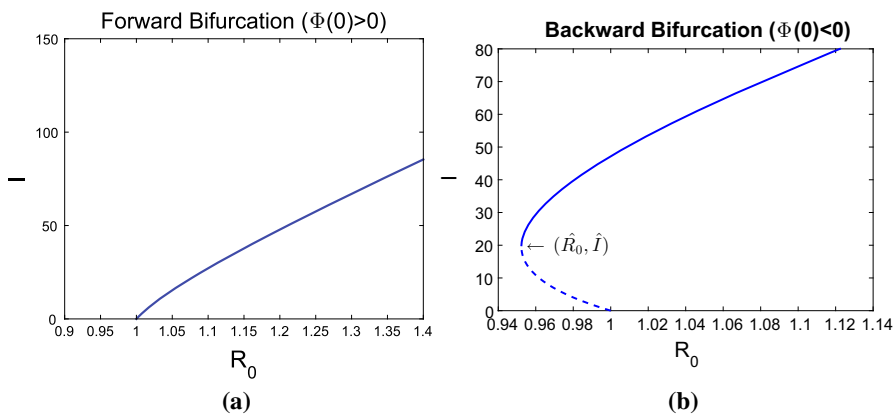 Forward Bifurcation (Φ(0)>0)
150
100
50
0
I
0.9 0.95 1 1.05 1.1 1.15 1.2 1.25 1.3 1.35 1.4
R_0
(a)
Backward Bifurcation (Φ(0)<0)
80
70
60
50
40
30
20
10
0
I
← (R̂_0, Î)
0.94 0.96 0.98 1 1.02 1.04 1.06 1.08 1.1 1.12 1.14
R_0
(b)